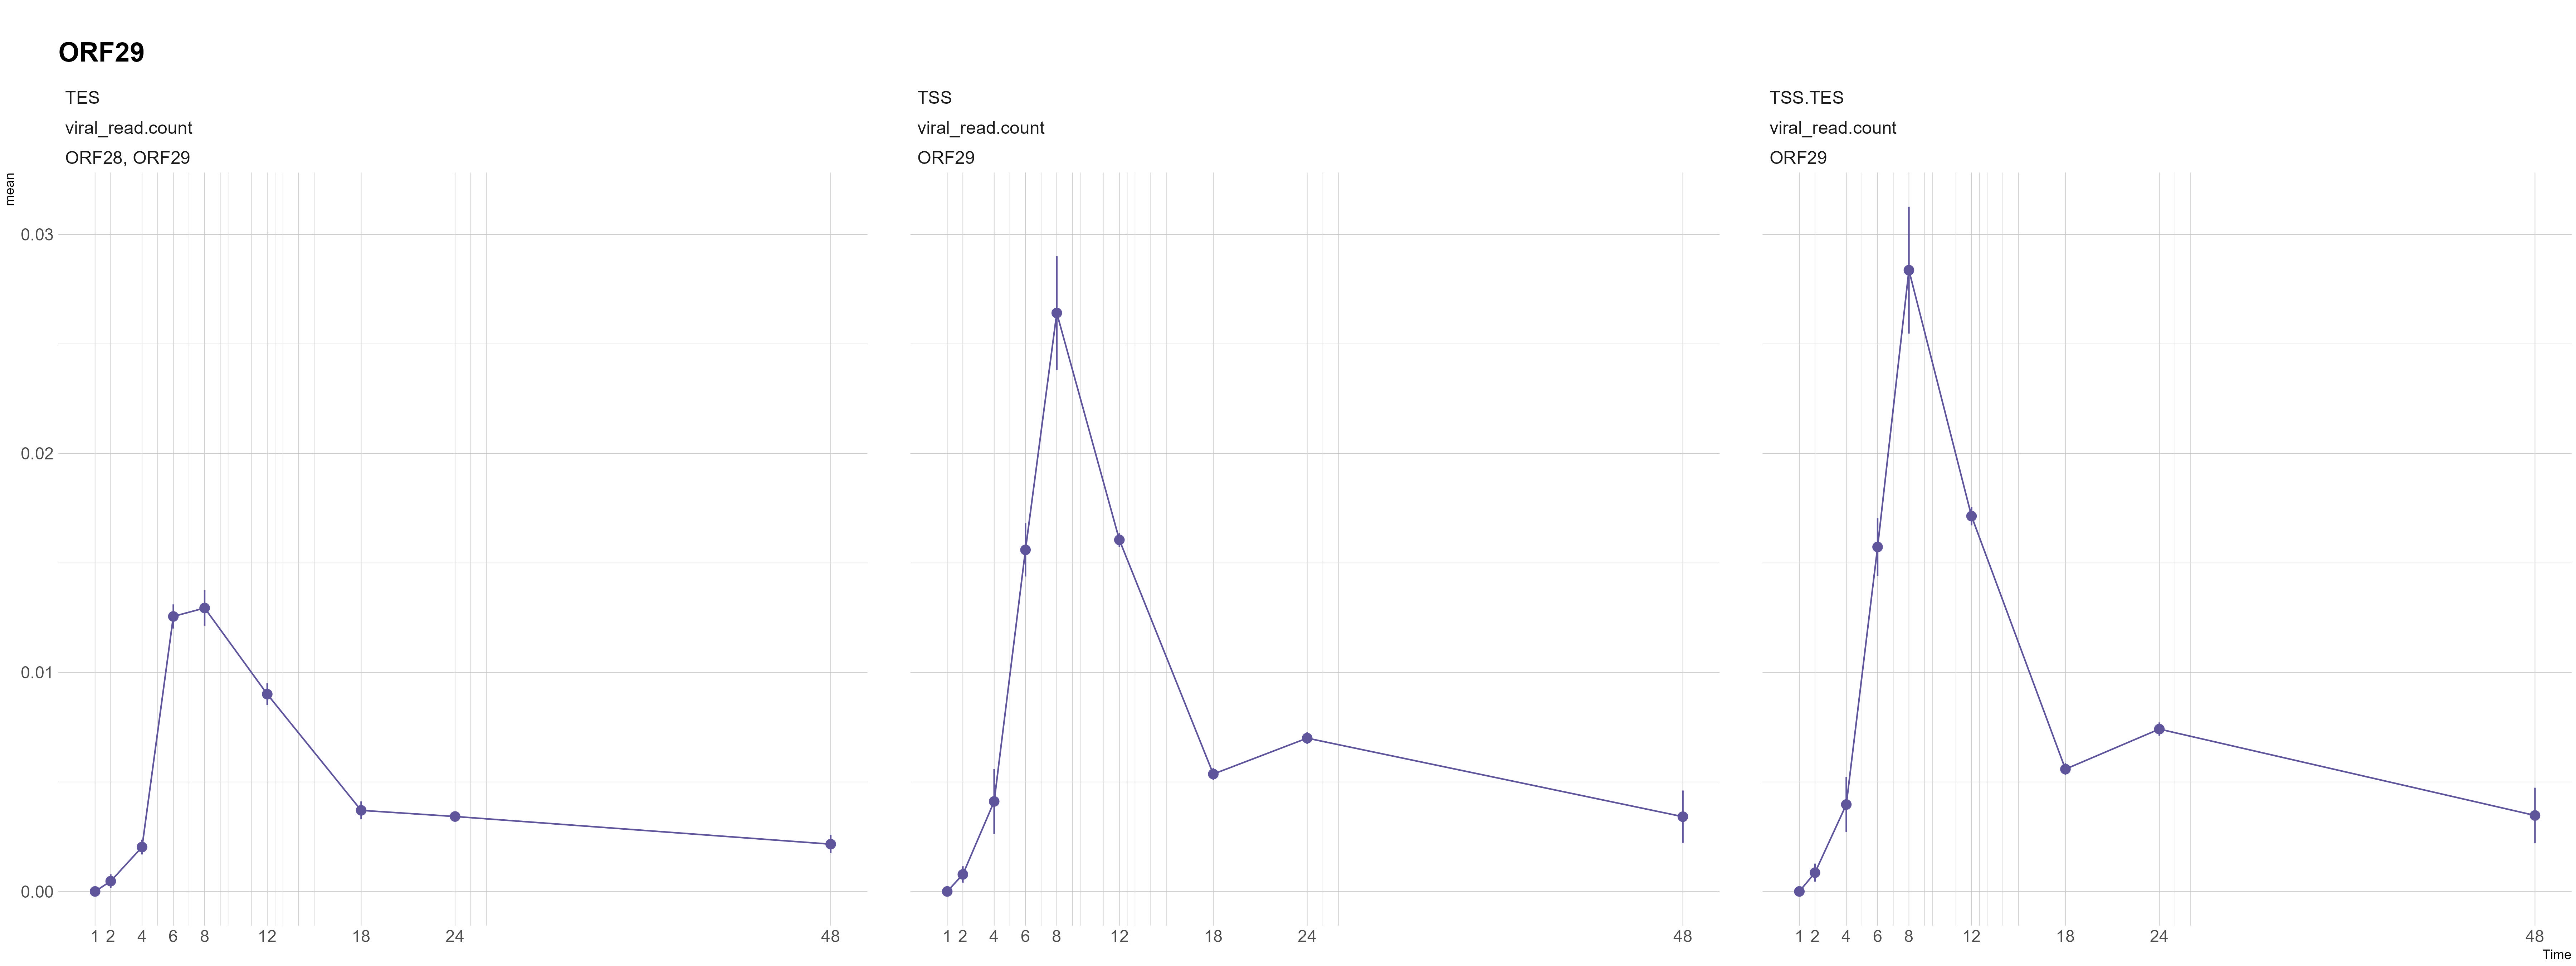 ORF29
TES
viral_read.count
ORF28, ORF29
TSS
viral_read.count
ORF29
TSS.TES
viral_read.count
ORF29
mean
0.03
0.02
0.01
0.00
1 2 4 6 8 12 18 24 48
1 2 4 6 8 12 18 24 48
1 2 4 6 8 12 18 24 48
Time